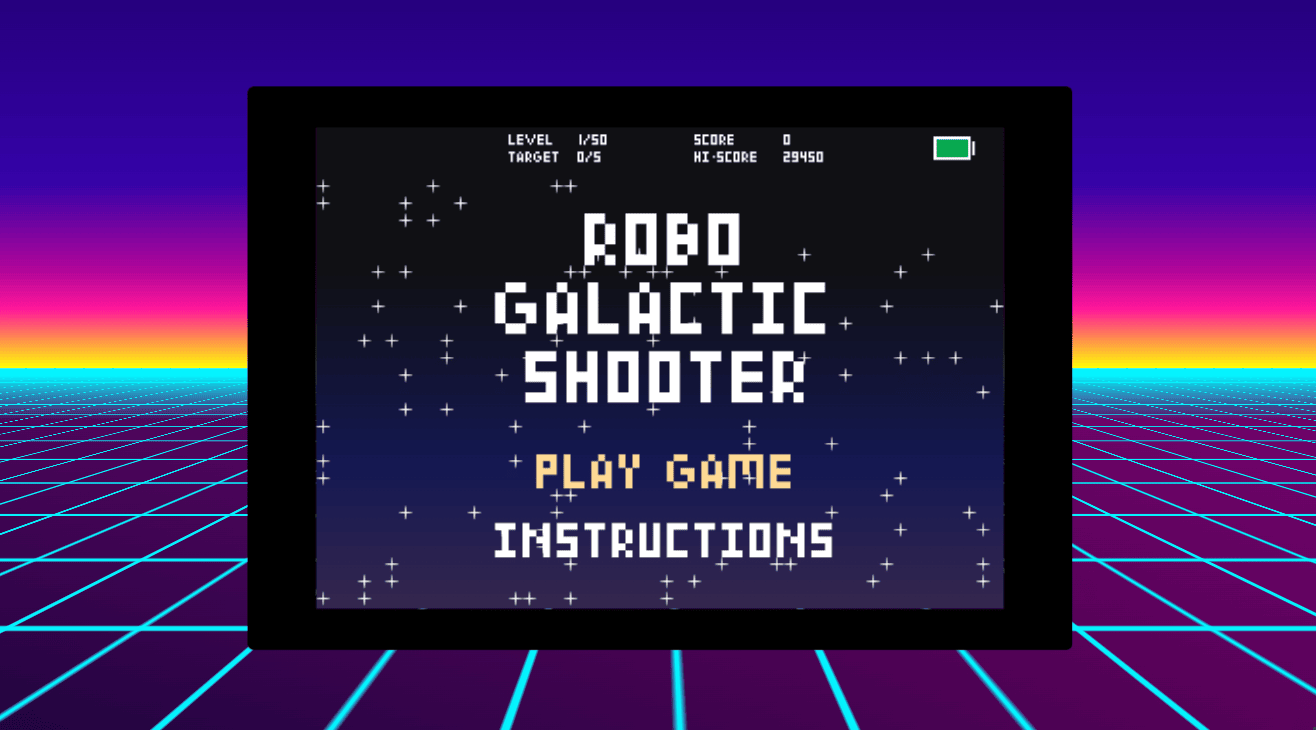 LEVEL 1/50 SCORE 0
TARGET 0/5 HI-SCORE 29450
ROBO
GALACTIC
SHOOTER
PLAY GAME
INSTRUCTIONS